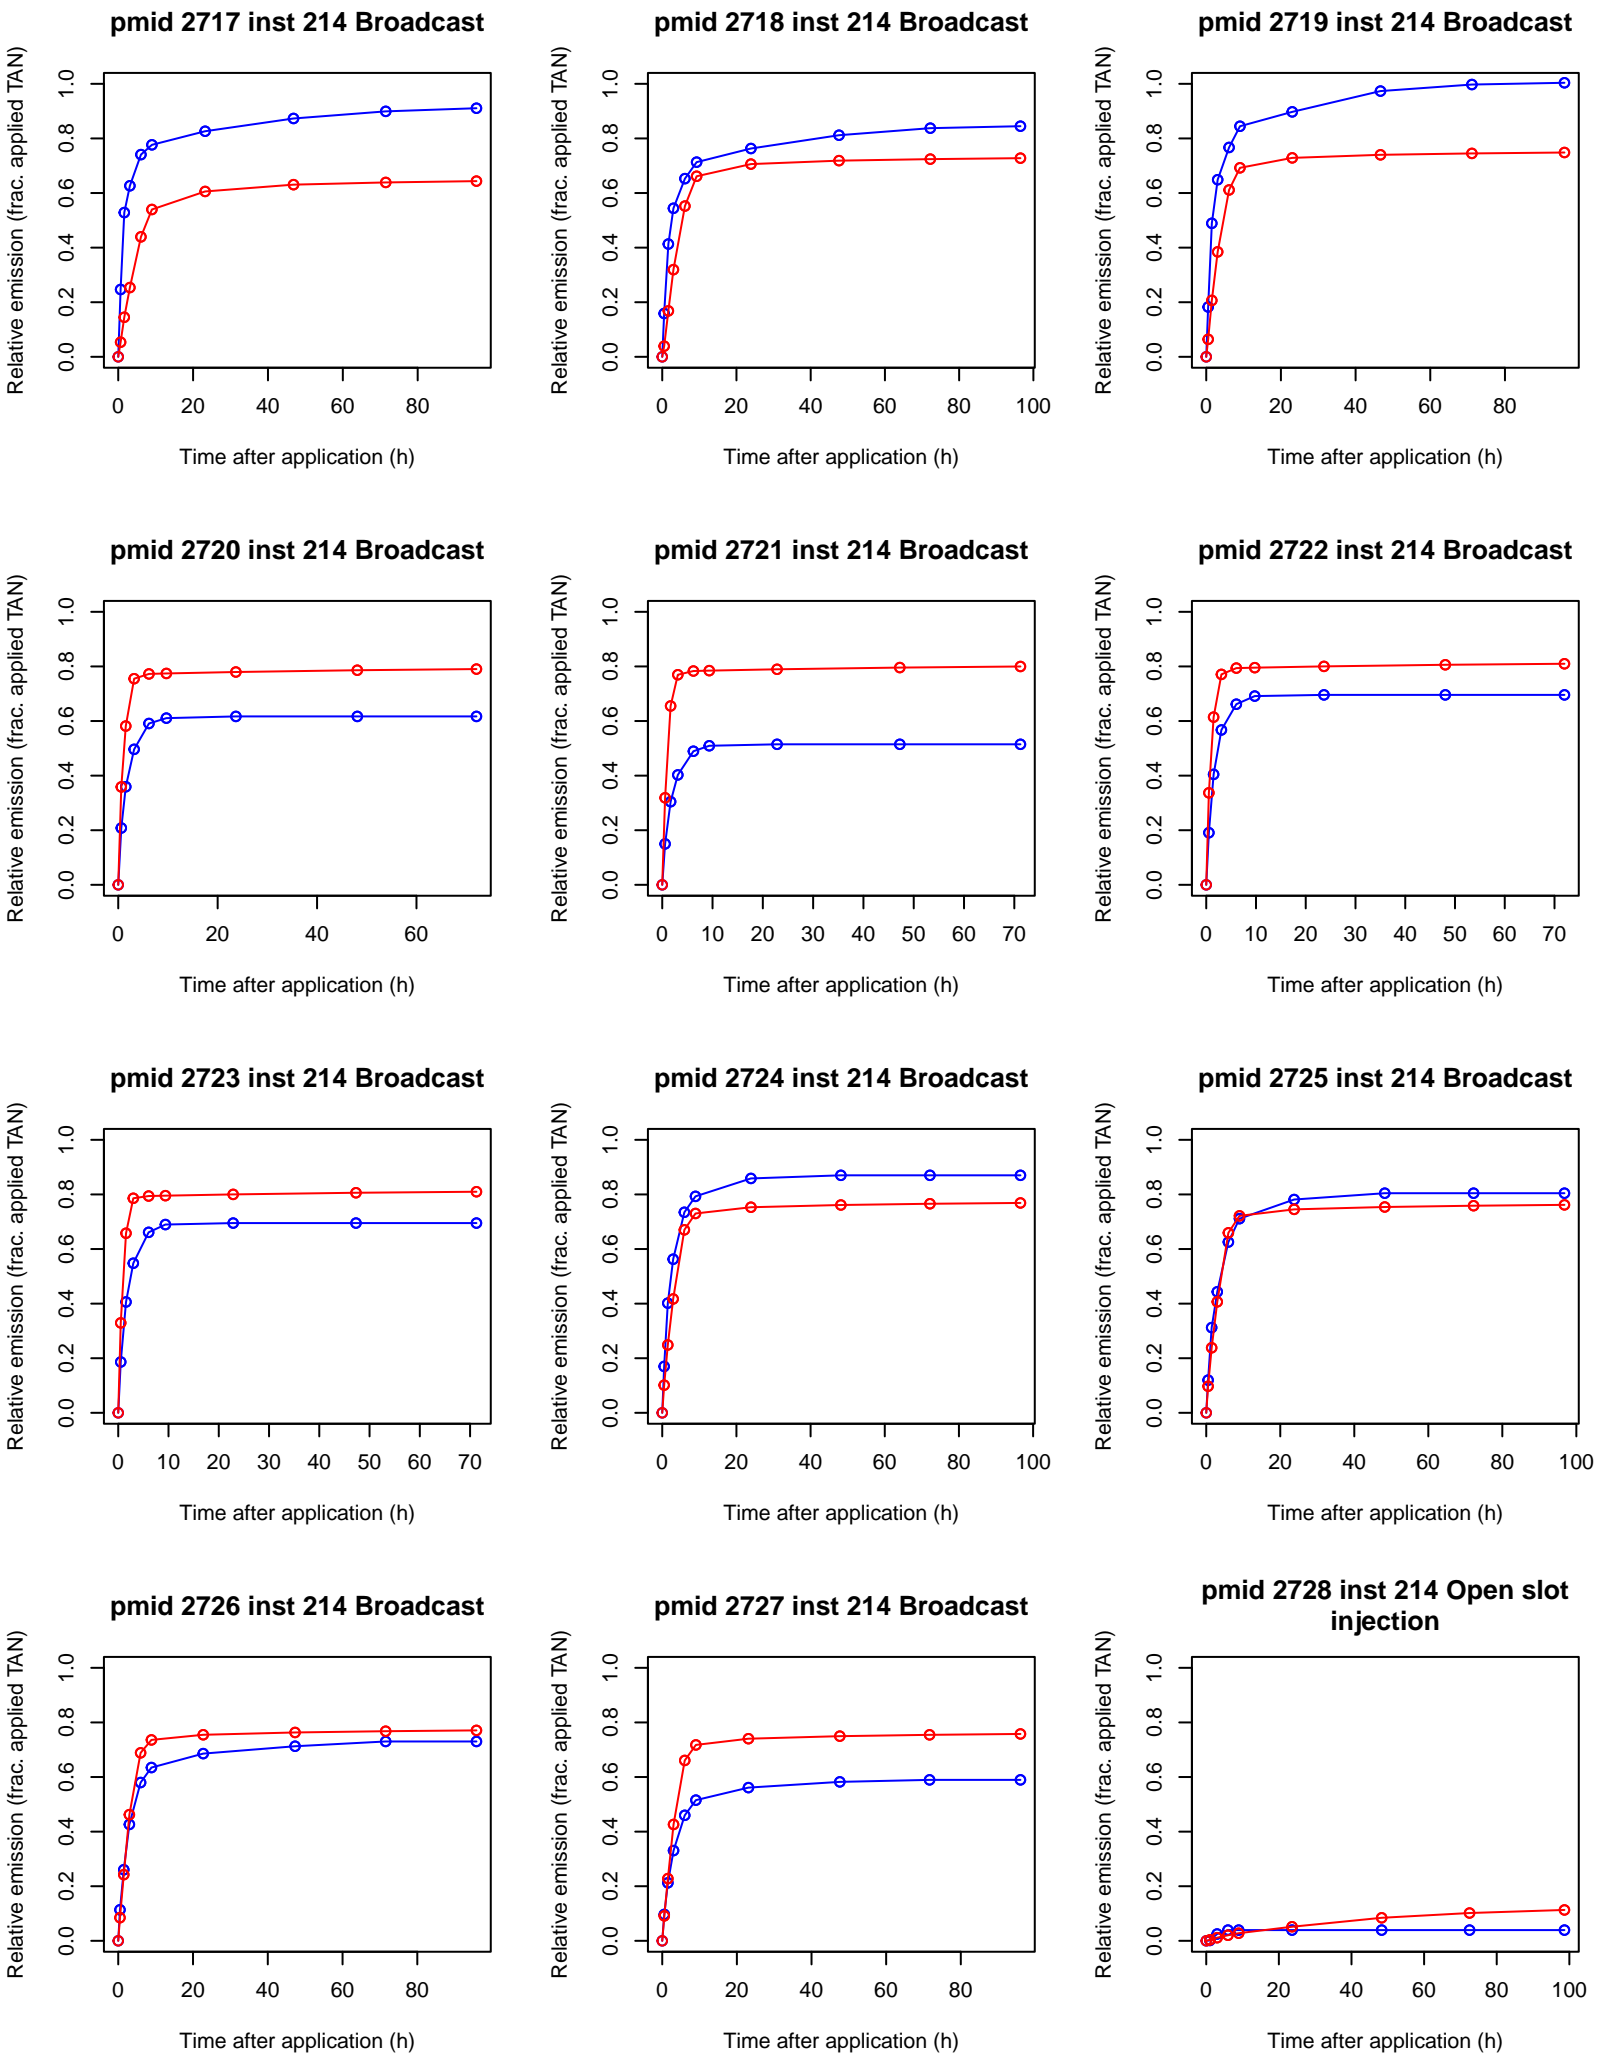 pmid 2717 inst 214 Broadcast
Relative emission (frac. applied TAN)
0.0 0.2 0.4 0.6 0.8 1.0
0 20 40 60 80
Time after application (h)
pmid 2718 inst 214 Broadcast
Relative emission (frac. applied TAN)
0.0 0.2 0.4 0.6 0.8 1.0
0 20 40 60 80 100
Time after application (h)
pmid 2719 inst 214 Broadcast
Relative emission (frac. applied TAN)
0.0 0.2 0.4 0.6 0.8 1.0
0 20 40 60 80
Time after application (h)
pmid 2720 inst 214 Broadcast
Relative emission (frac. applied TAN)
0.0 0.2 0.4 0.6 0.8 1.0
0 20 40 60
Time after application (h)
pmid 2721 inst 214 Broadcast
Relative emission (frac. applied TAN)
0.0 0.2 0.4 0.6 0.8 1.0
0 10 20 30 40 50 60 70
Time after application (h)
pmid 2722 inst 214 Broadcast
Relative emission (frac. applied TAN)
0.0 0.2 0.4 0.6 0.8 1.0
0 10 20 30 40 50 60 70
Time after application (h)
pmid 2723 inst 214 Broadcast
Relative emission (frac. applied TAN)
0.0 0.2 0.4 0.6 0.8 1.0
0 10 20 30 40 50 60 70
Time after application (h)
pmid 2724 inst 214 Broadcast
Relative emission (frac. applied TAN)
0.0 0.2 0.4 0.6 0.8 1.0
0 20 40 60 80 100
Time after application (h)
pmid 2725 inst 214 Broadcast
Relative emission (frac. applied TAN)
0.0 0.2 0.4 0.6 0.8 1.0
0 20 40 60 80 100
Time after application (h)
pmid 2726 inst 214 Broadcast
Relative emission (frac. applied TAN)
0.0 0.2 0.4 0.6 0.8 1.0
0 20 40 60 80
Time after application (h)
pmid 2727 inst 214 Broadcast
Relative emission (frac. applied TAN)
0.0 0.2 0.4 0.6 0.8 1.0
0 20 40 60 80
Time after application (h)
pmid 2728 inst 214 Open slot
injection
Relative emission (frac. applied TAN)
0.0 0.2 0.4 0.6 0.8 1.0
0 20 40 60 80 100
Time after application (h)